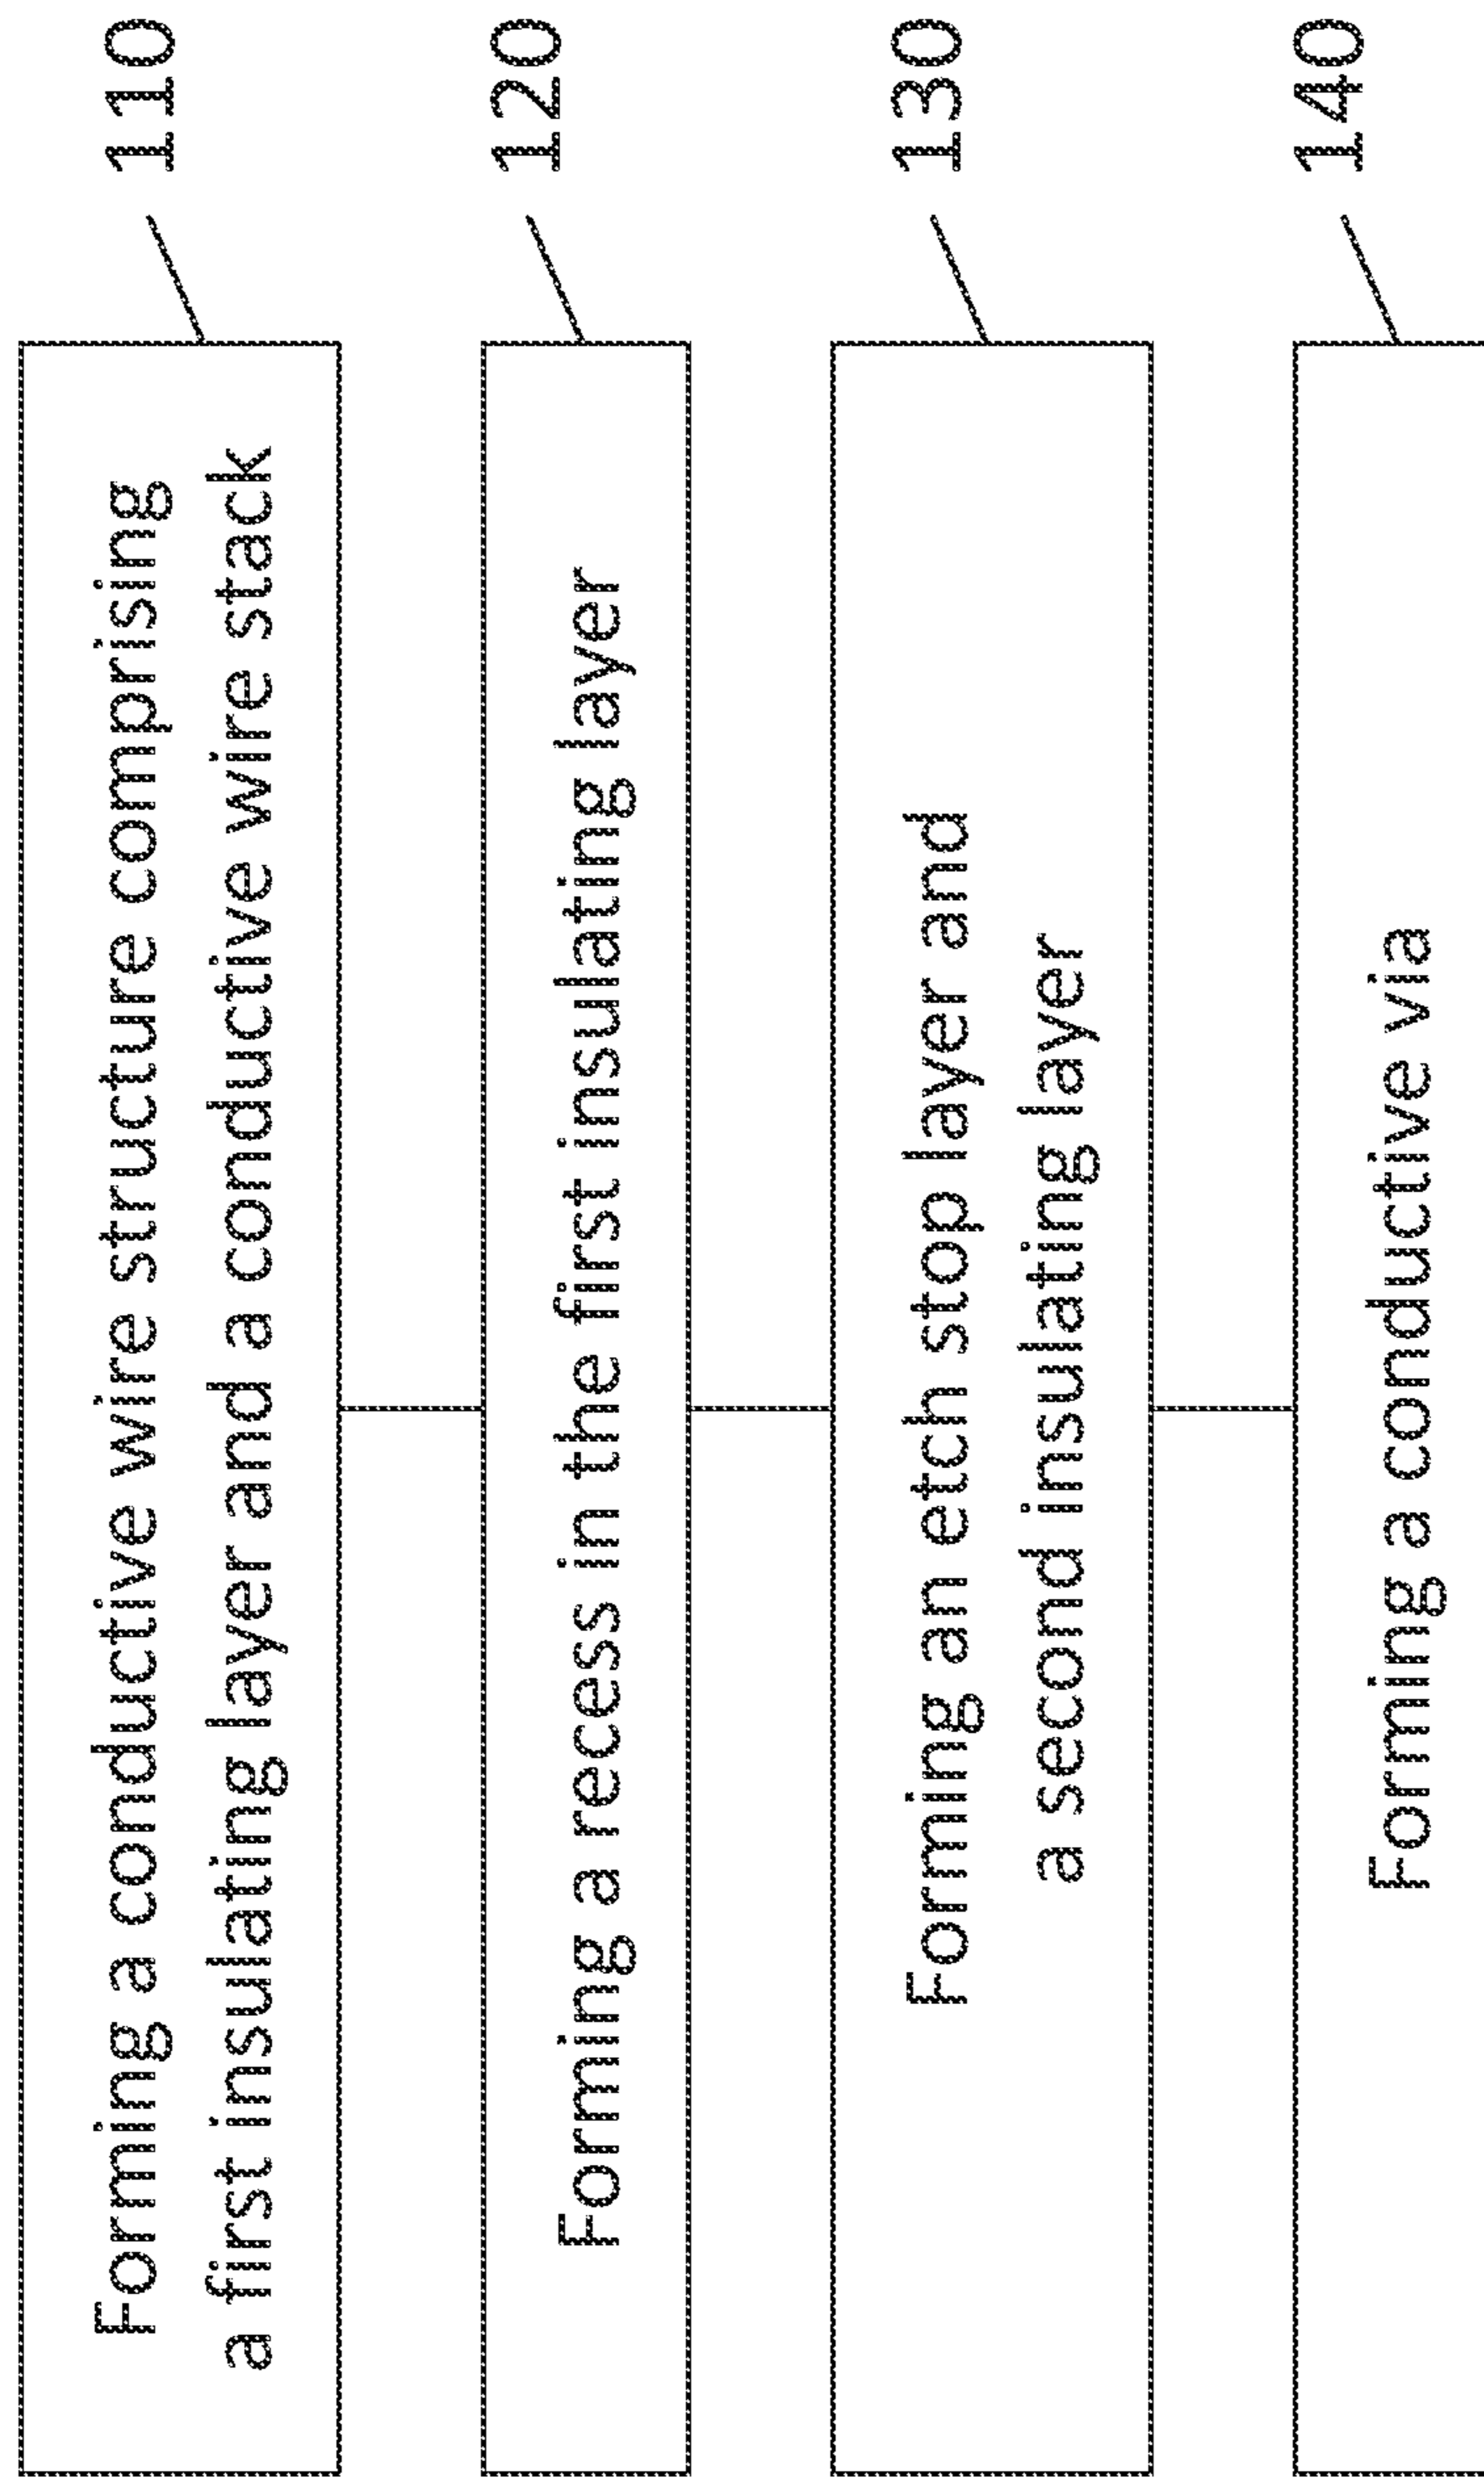 Forming a conductive wire structure comprising
a first insulating layer and a conductive wire stack
110
Forming a recess in the first insulating layer
120
Forming an etch stop layer and
a second insulating layer
130
Forming a conductive via
140